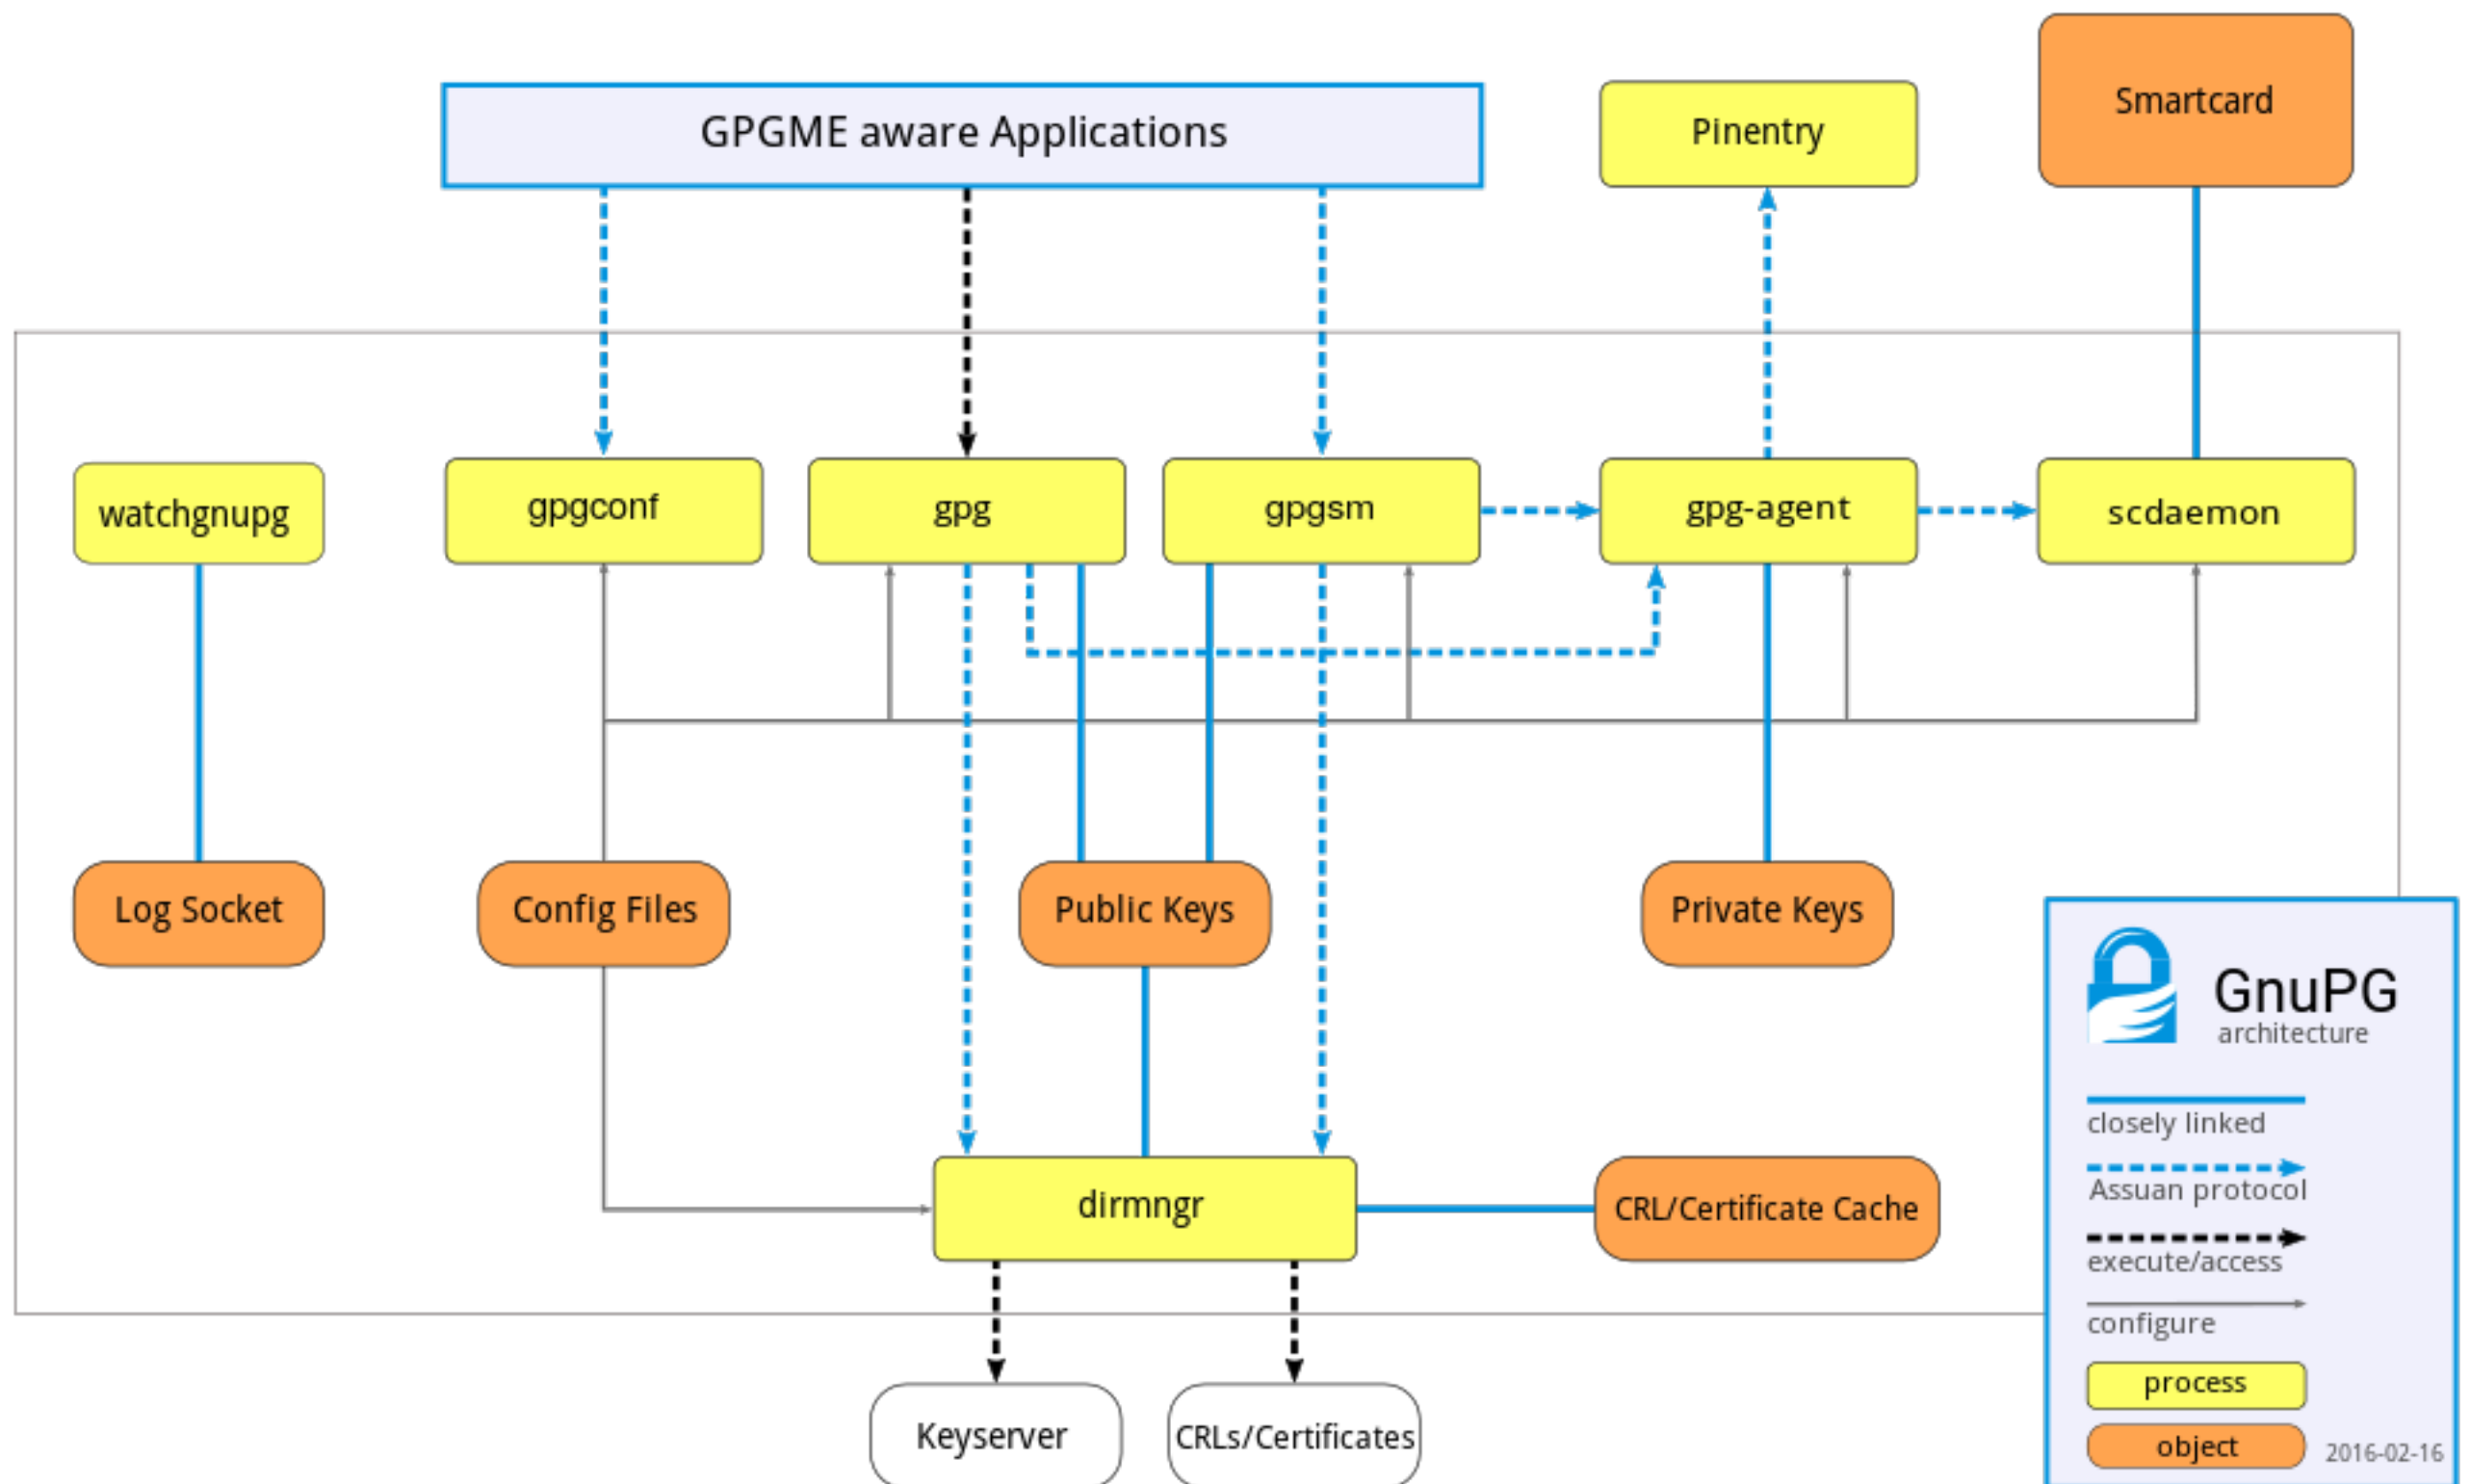 Smartcard
GPGME aware Applications
Pinentry
watchgnupg
gpgconf
gpg
gpgsm
gpg-agent
scdaemon
Log Socket
Config Files
Public Keys
Private Keys
GnuPG
architecture
closely linked
Assuan protocol
dirmngr
CRL/Certificate Cache
execute/access
configure
process
Keyserver
CRLs/Certificates
object
2016-02-16